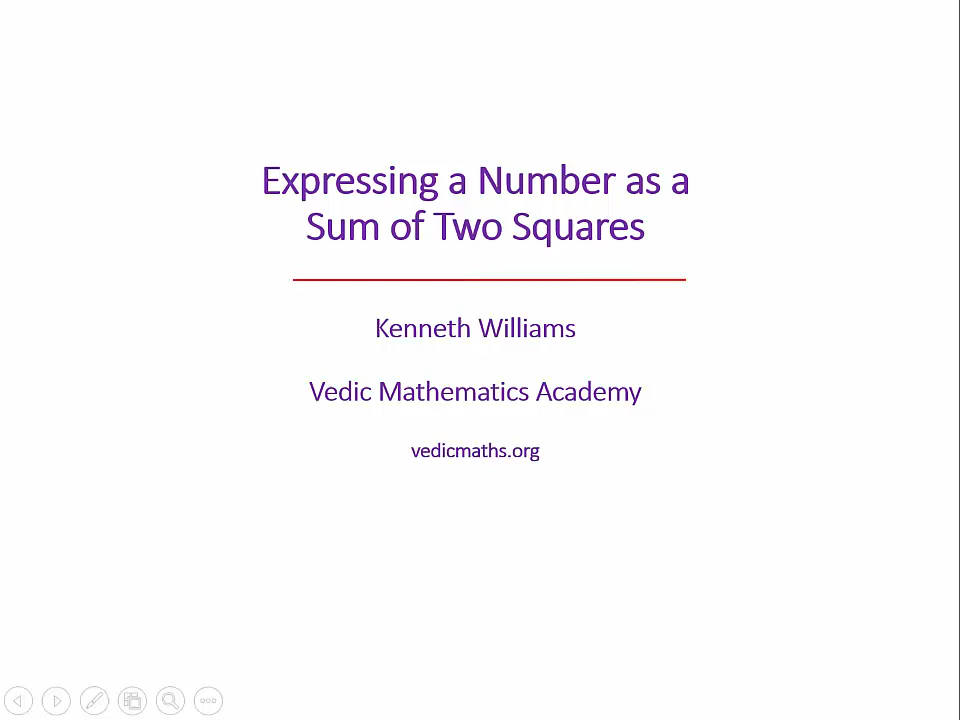 Expressing a Number as a
Sum of Two Squares
Kenneth Williams
Vedic Mathematics Academy
vedicmaths.org